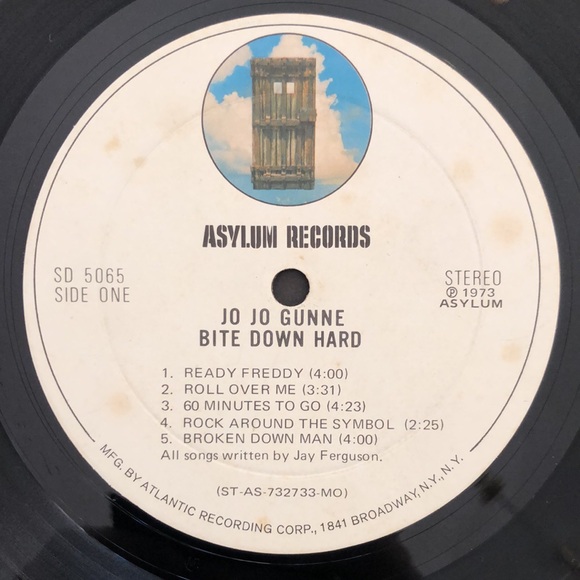 ASYLUM RECORDS
SD 5065
SIDE ONE
STEREO
℗ 1973
ASYLUM
JO JO GUNNE
BITE DOWN HARD
1. READY FREDDY (4:00)
2. ROLL OVER ME (3:31)
3. 60 MINUTES TO GO (4:23)
4. ROCK AROUND THE SYMBOL (2:25)
5. BROKEN DOWN MAN (4:00)
All songs written by Jay Ferguson.
(ST-AS-732733-MO)
MFG. BY ATLANTIC RECORDING CORP., 1841 BROADWAY, N.Y., N.Y.